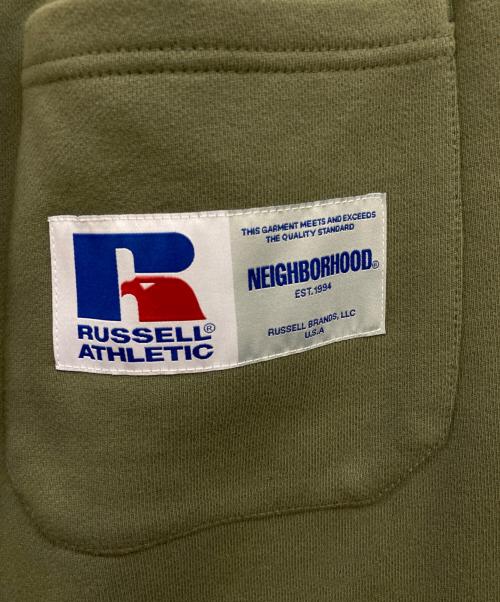 RUSSELL®
ATHLETIC
THIS GARMENT MEETS AND EXCEEDS
THE QUALITY STANDARD
NEIGHBORHOOD®
EST.1994
RUSSELL BRANDS, LLC
U.S.A